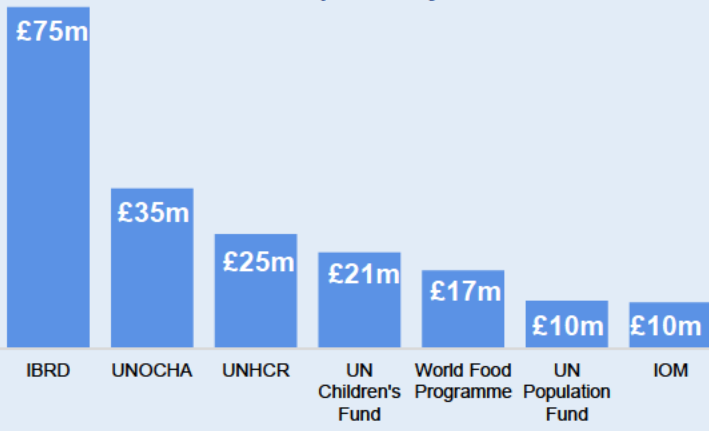 £75m
£35m
£25m
£21m
£17m
£10m
£10m
IBRD
UNOCHA
UNHCR
UN
Children's
Fund
World Food
Programme
UN
Population
Fund
IOM